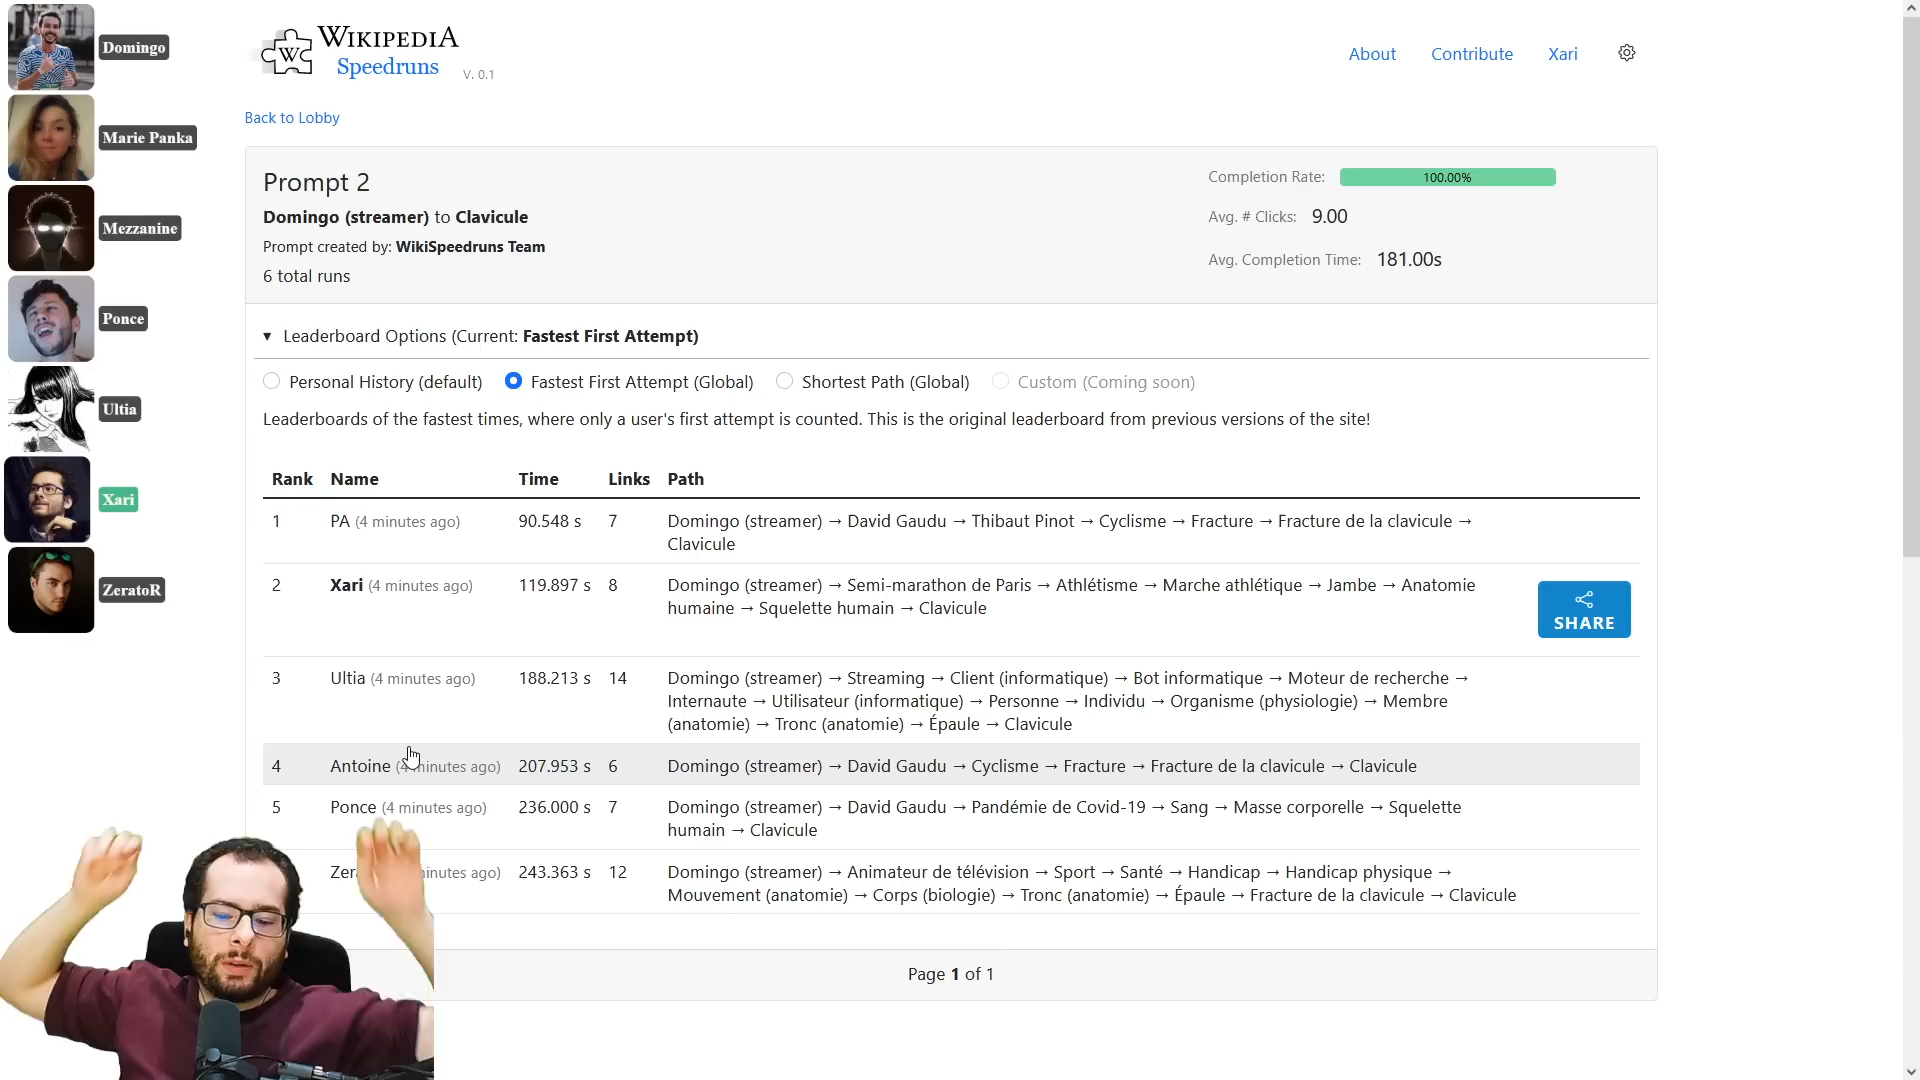 Domingo
Marie Panka
Mezzanine
Ponce
Ultia
Xari
ZeratoR
W
WIKIPEDIA
Speedruns
V. 0.1
About
Contribute
Xari
Back to Lobby
Prompt 2
Domingo (streamer) to Clavicule
Prompt created by: WikiSpeedruns Team
6 total runs
Completion Rate: 100.00%
Avg. # Clicks: 9.00
Avg. Completion Time: 181.00s
▼ Leaderboard Options (Current: Fastest First Attempt)
Personal History (default) Fastest First Attempt (Global) Shortest Path (Global) Custom (Coming soon)
Leaderboards of the fastest times, where only a user's first attempt is counted. This is the original leaderboard from previous versions of the site!
Rank Name Time Links Path
1 PA (4 minutes ago) 90.548 s 7 Domingo (streamer) → David Gaudu → Thibaut Pinot → Cyclisme → Fracture → Fracture de la clavicule →
Clavicule
2 Xari (4 minutes ago) 119.897 s 8 Domingo (streamer) → Semi-marathon de Paris → Athlétisme → Marche athlétique → Jambe → Anatomie
humaine → Squelette humain → Clavicule
SHARE
3 Ultia (4 minutes ago) 188.213 s 14 Domingo (streamer) → Streaming → Client (informatique) → Bot informatique → Moteur de recherche →
Internaute → Utilisateur (informatique) → Personne → Individu → Organisme (physiologie) → Membre
(anatomie) → Tronc (anatomie) → Épaule → Clavicule
4 Antoine (4 minutes ago) 207.953 s 6 Domingo (streamer) → David Gaudu → Cyclisme → Fracture → Fracture de la clavicule → Clavicule
5 Ponce (4 minutes ago) 236.000 s 7 Domingo (streamer) → David Gaudu → Pandémie de Covid-19 → Sang → Masse corporelle → Squelette
humain → Clavicule
minutes ago) 243.363 s 12 Domingo (streamer) → Animateur de télévision → Sport → Santé → Handicap → Handicap physique →
Mouvement (anatomie) → Corps (biologie) → Tronc (anatomie) → Épaule → Fracture de la clavicule → Clavicule
Page 1 of 1